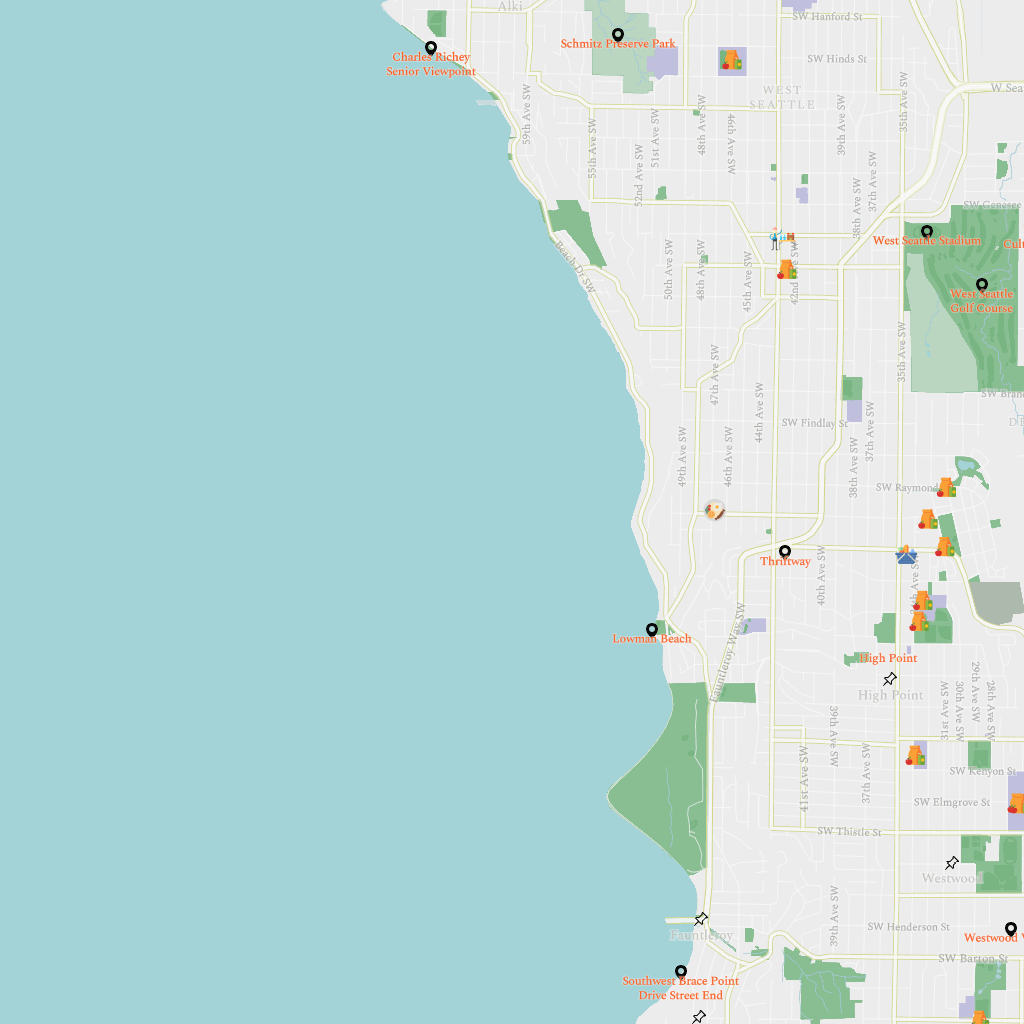 Alki
SW Hanford St
Schmitz Preserve Park
Charles Richey
Senior Viewpoint
SW Hinds St
WEST
SEATTLE
W Sea
59th Ave SW
55th Ave SW
51st Ave SW
52nd Ave SW
48th Ave SW
46th Ave SW
39th Ave SW
35th Ave SW
37th Ave SW
38th Ave SW
SW Genesee
West Seattle Stadium
Cult
Beach Dr SW
50th Ave SW
48th Ave SW
45th Ave SW
42nd Ave SW
West Seattle
Golf Course
35th Ave SW
47th Ave SW
44th Ave SW
SW Findlay St
SW Bran
49th Ave SW
46th Ave SW
38th Ave SW
37th Ave SW
SW Raymond
Thriftway
40th Ave SW
Lowman Beach
Fauntleroy Way SW
High Point
High Point
39th Ave SW
37th Ave SW
41st Ave SW
31st Ave SW
30th Ave SW
29th Ave SW
28th Ave SW
SW Kenyon St
SW Elmgrove St
SW Thistle St
Westwood
39th Ave SW
SW Henderson St
Fauntleroy
Westwood V
SW Barton St
Southwest Brace Point
Drive Street End